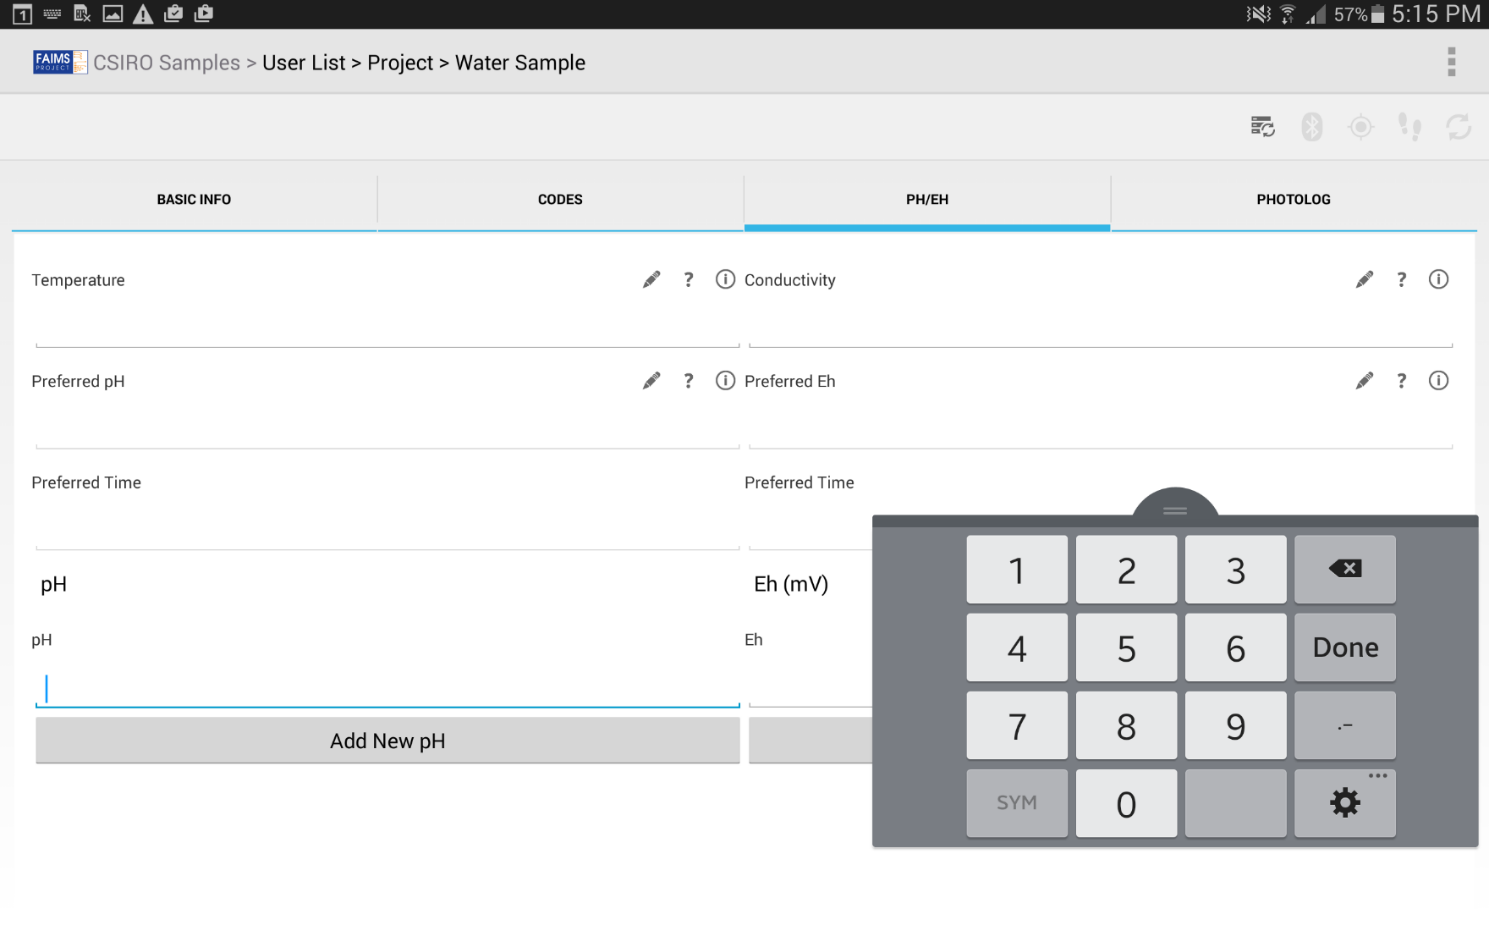 1 57% 5:15 PM
FAIMS PROJECT CSIRO Samples > User List > Project > Water Sample
BASIC INFO CODES PH/EH PHOTOLOG
Temperature ? Conductivity ?
Preferred pH ? Preferred Eh ?
Preferred Time Preferred Time
pH Eh (mV)
pH Eh
Add New pH
1 2 3
4 5 6 Done
7 8 9 .-
SYM 0 ...